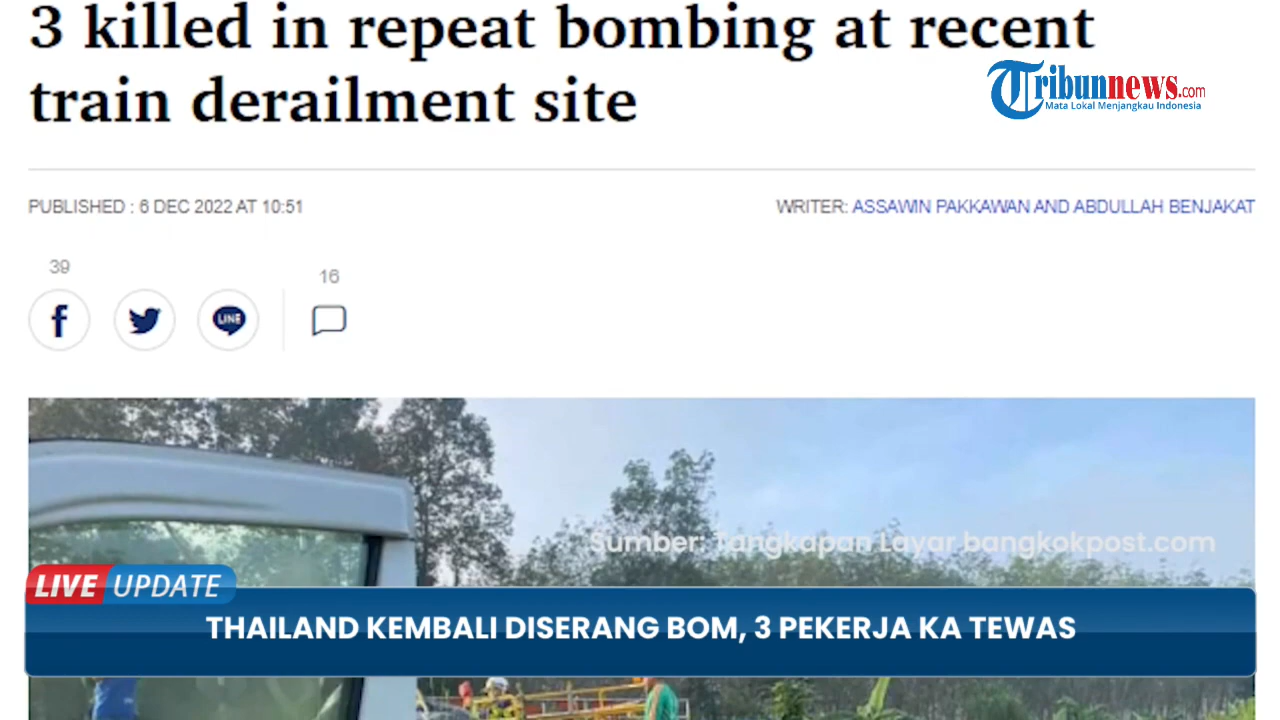 3 killed in repeat bombing at recent
train derailment site
Tribunnews.com
Mata Lokal Menjangkau Indonesia
PUBLISHED : 6 DEC 2022 AT 10:51
WRITER: ASSAWIN PAKKAWAN AND ABDULLAH BENJAKAT
39
16
f
LINE
Sumber: Tangkapan Layar bangkokpost.com
LIVE UPDATE
THAILAND KEMBALI DISERANG BOM, 3 PEKERJA KA TEWAS